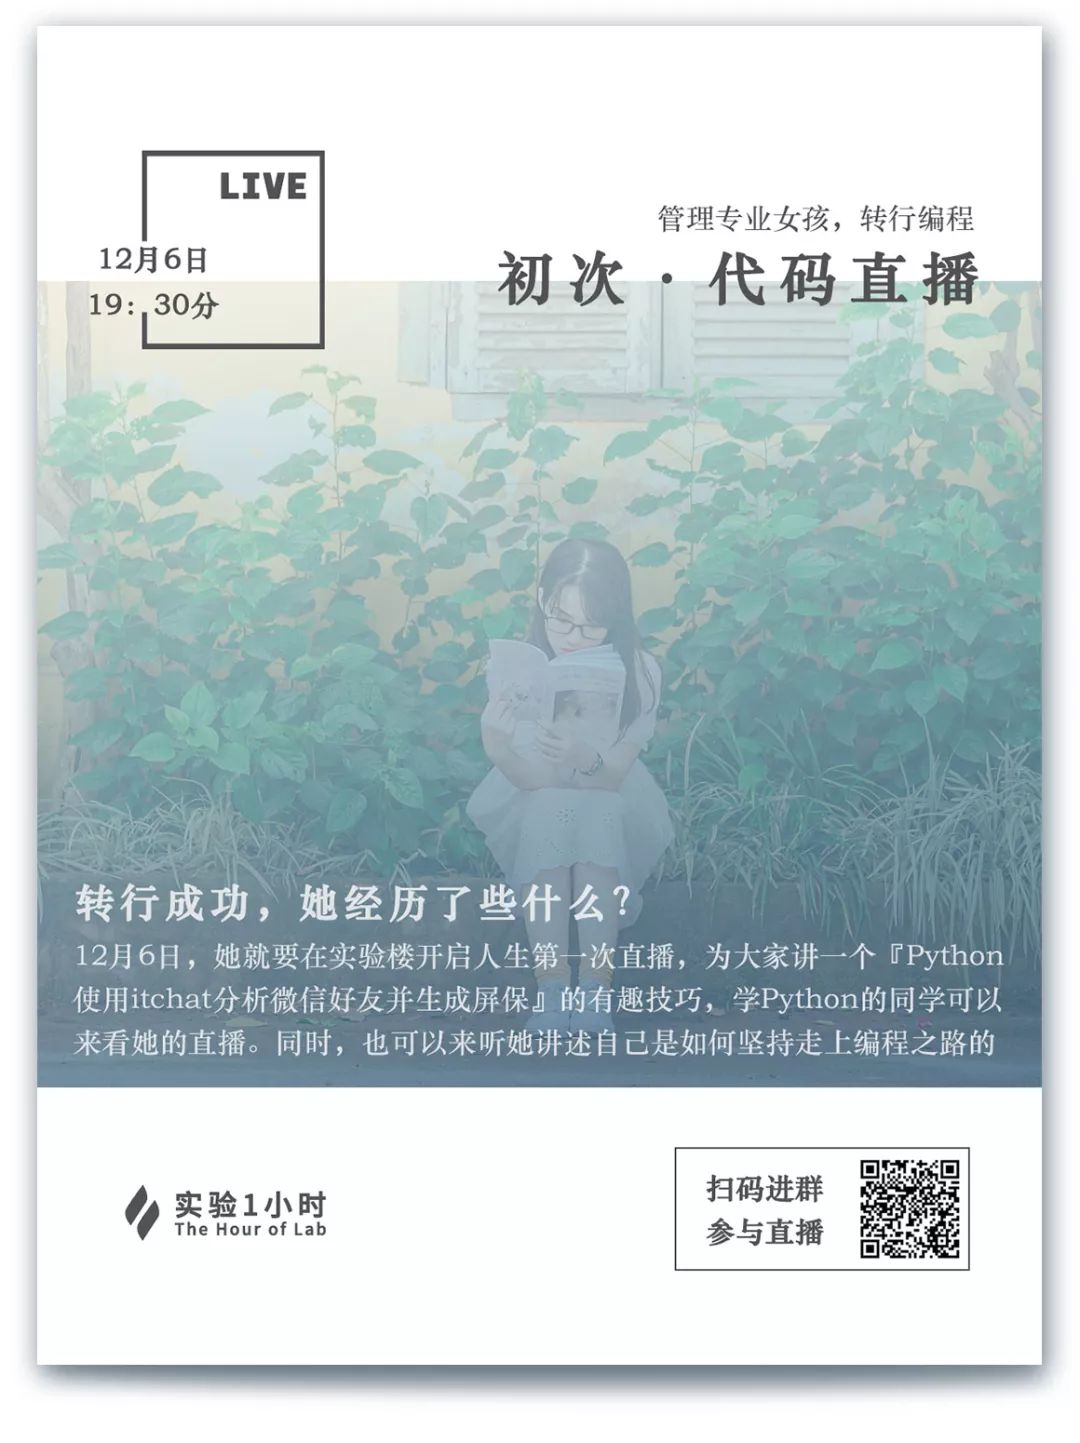 LIVE
12月6日
19：30分
管理专业女孩，转行编程
初次·代码直播
转行成功，她经历了些什么？
12月6日，她就要在实验楼开启人生第一次直播，为大家讲一个『Python
使用itchat分析微信好友并生成屏保』的有趣技巧，学Python的同学可以
来看她的直播。同时，也可以来听她讲述自己是如何坚持走上编程之路的
实验1小时
The Hour of Lab
扫码进群
参与直播